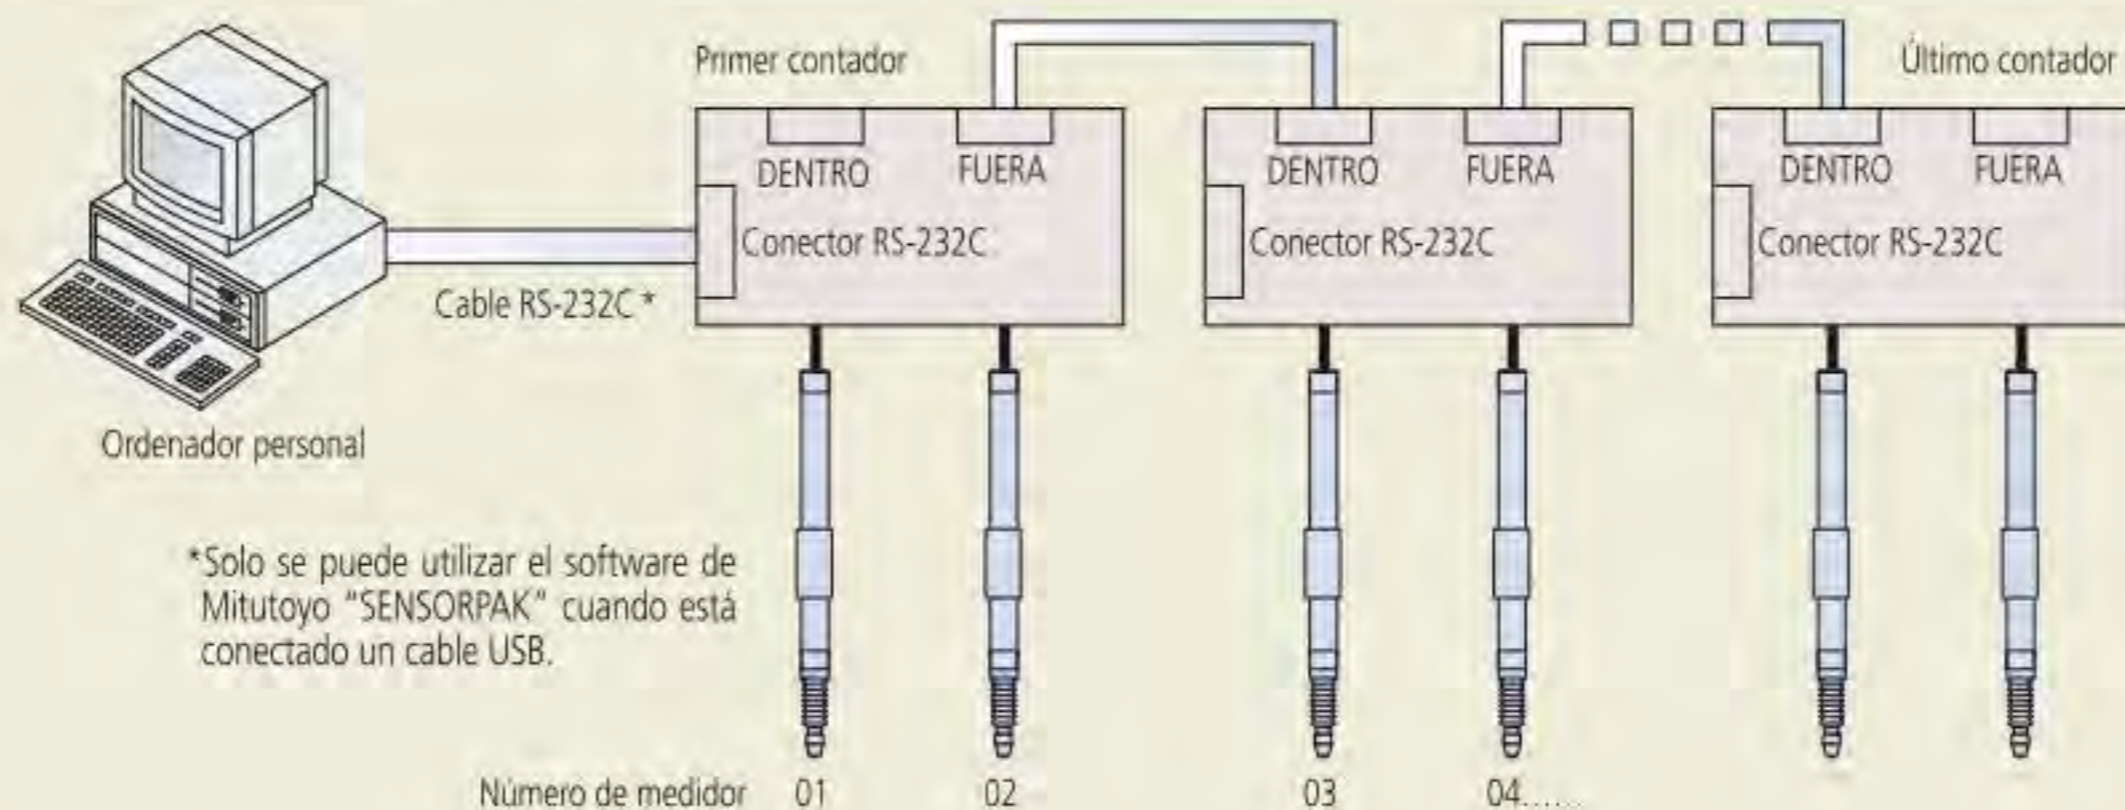 Primer contador
Último contador
DENTRO FUERA
DENTRO FUERA
DENTRO FUERA
Conector RS-232C
Conector RS-232C
Conector RS-232C
Cable RS-232C *
Ordenador personal
*Solo se puede utilizar el software de
Mitutoyo "SENSORPAK" cuando está
conectado un cable USB.
Número de medidor 01 02 03 04......